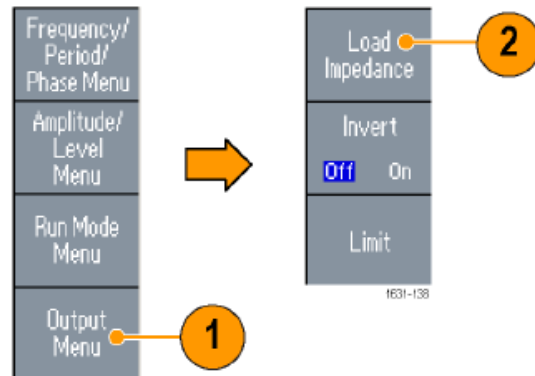 Frequency/
Period/
Phase Menu
Amplitude/
Level
Menu
Run Mode
Menu
Output
Menu
1
Load
Impedance
2
Invert
Off On
Limit
1631-138